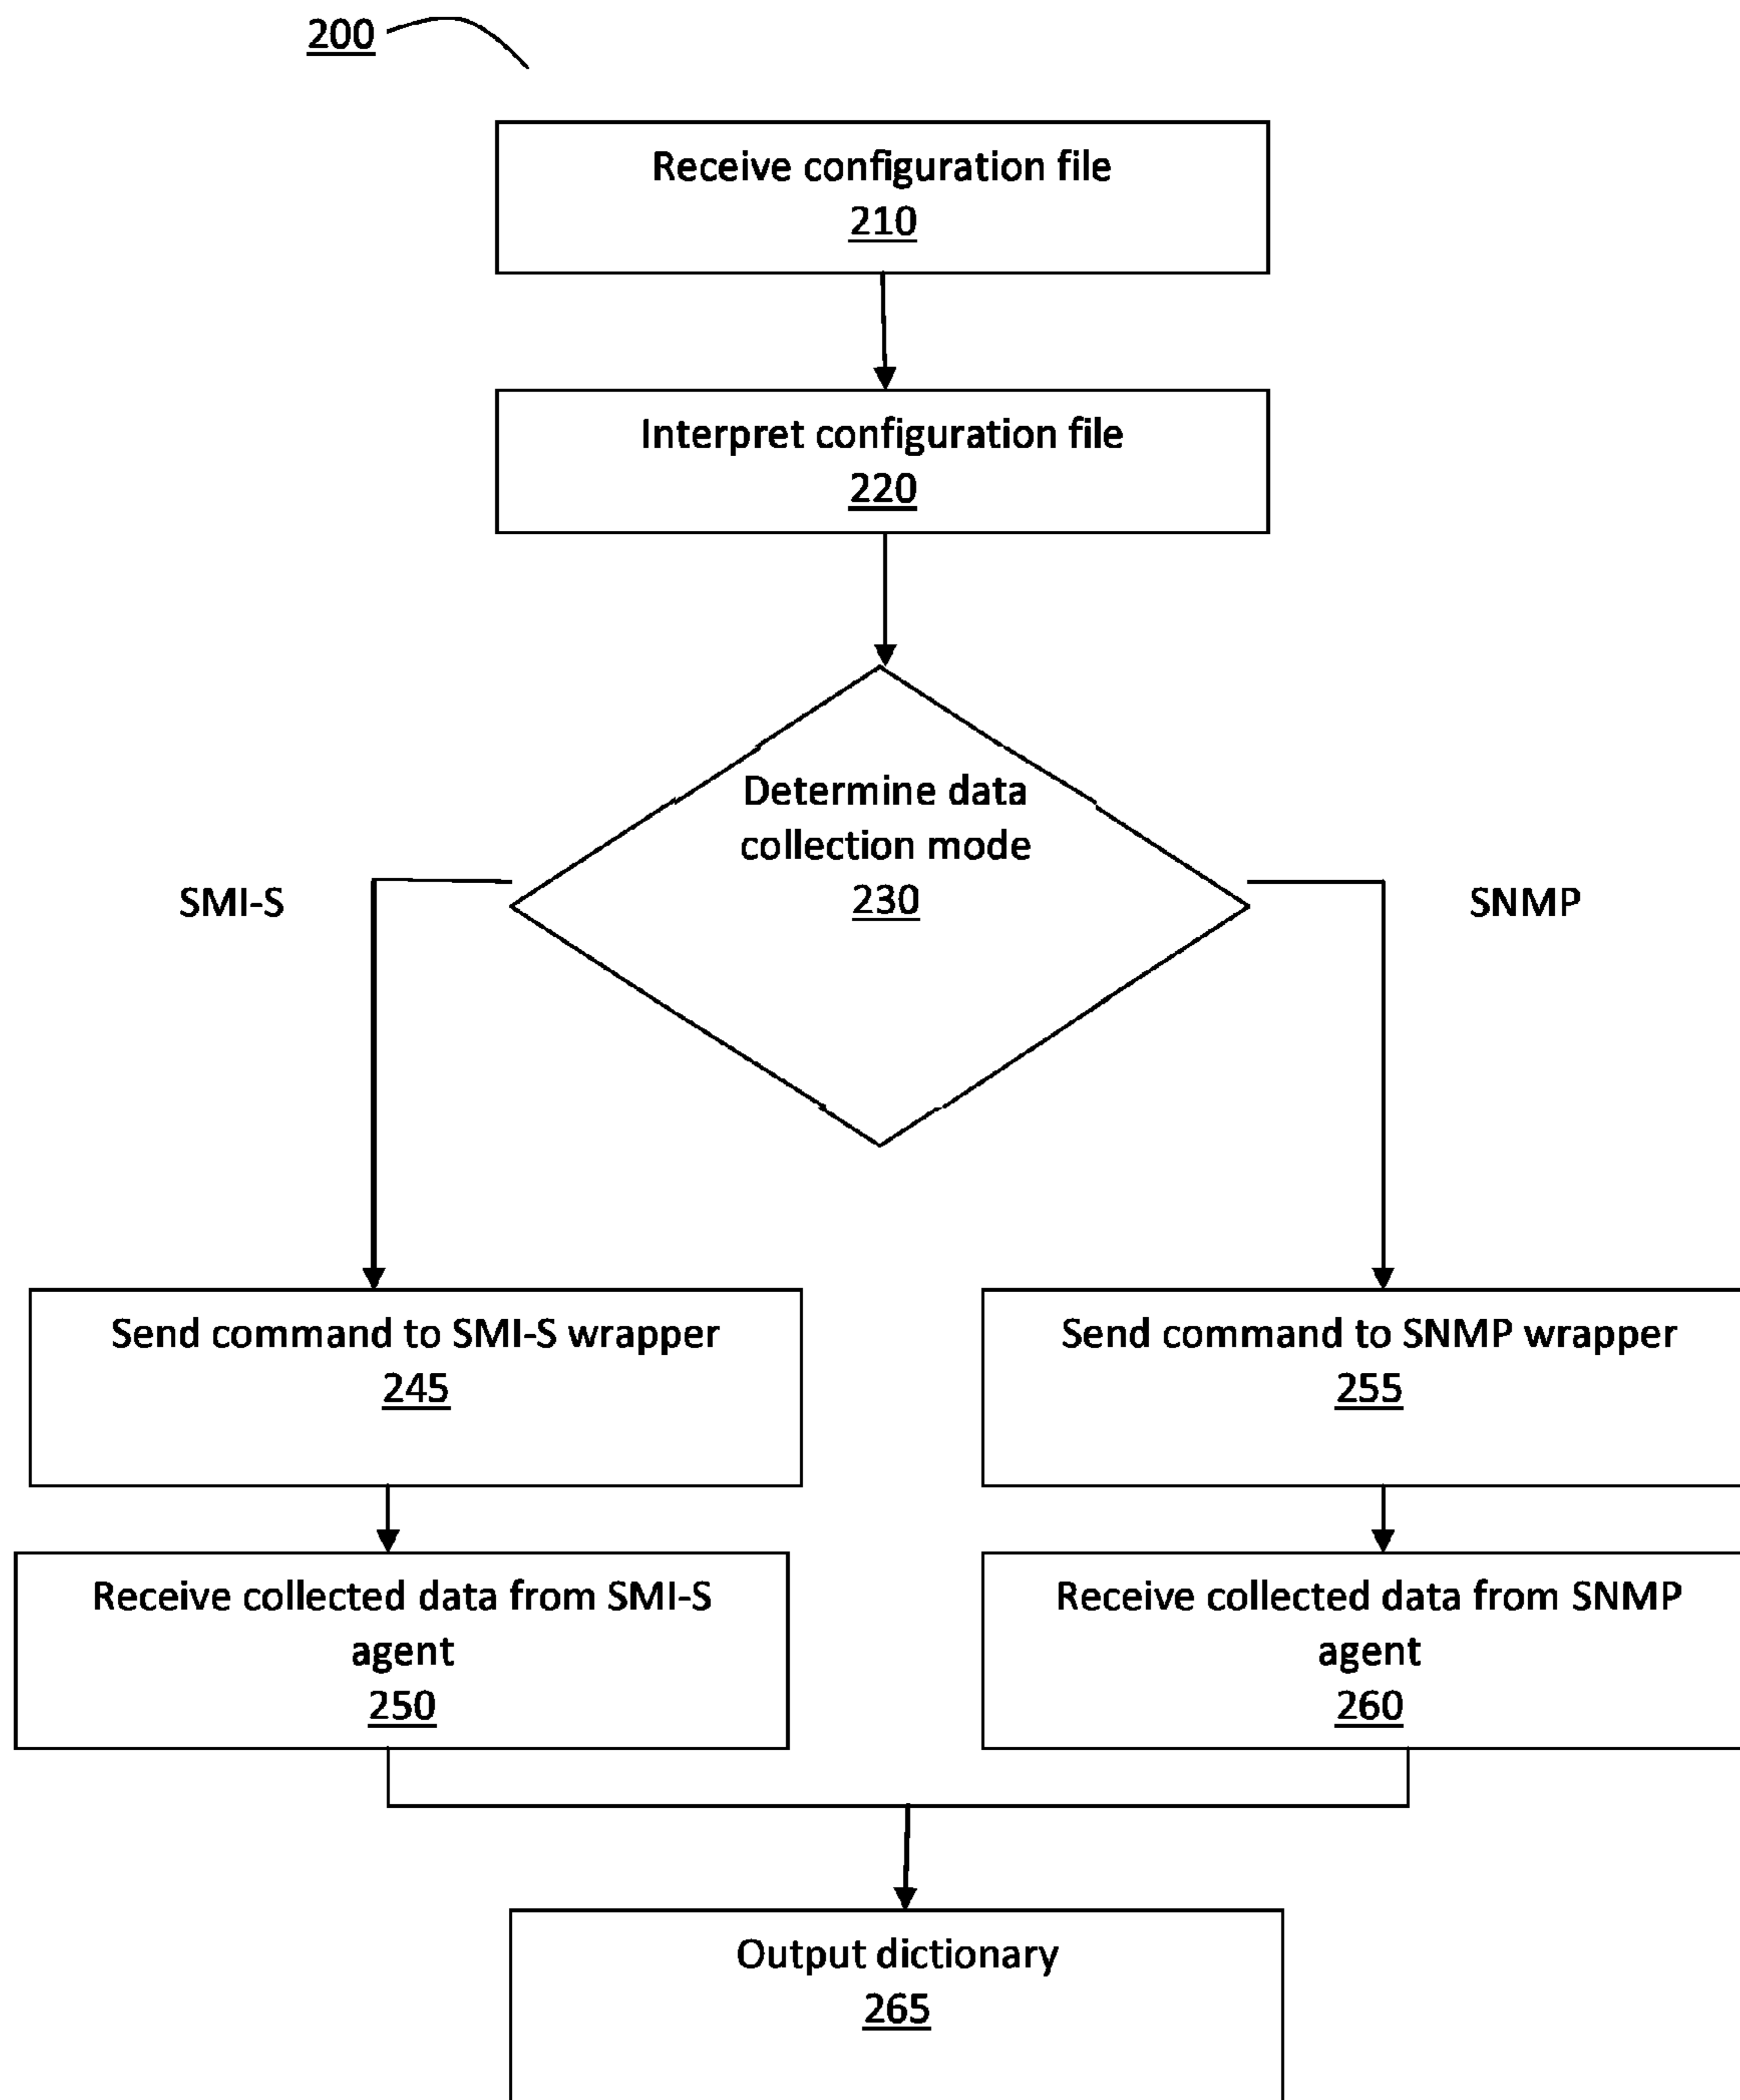 200
Receive configuration file
210
Interpret configuration file
220
Determine data
collection mode
230
SMI-S
SNMP
Send command to SMI-S wrapper
245
Send command to SNMP wrapper
255
Receive collected data from SMI-S
agent
250
Receive collected data from SNMP
agent
260
Output dictionary
265